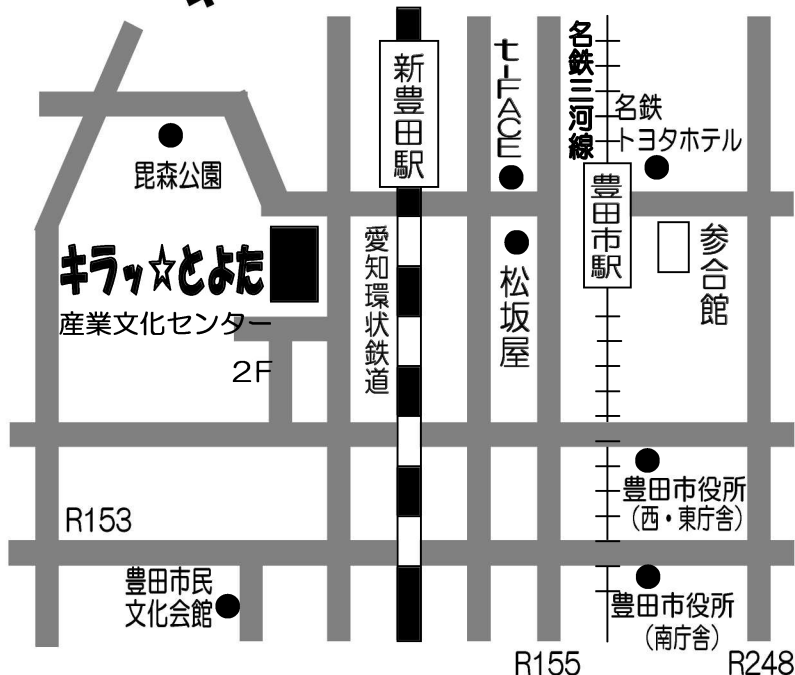 新豊田駅
t-FACE
名鉄三河線
名鉄
トヨタホテル
毘森公園
豊田市駅
参合館
キラッ☆とよた
産業文化センター
2F
愛知環状鉄道
松坂屋
豊田市役所
(西・東庁舎)
R153
豊田市民
文化会館
豊田市役所
(南庁舎)
R155
R248